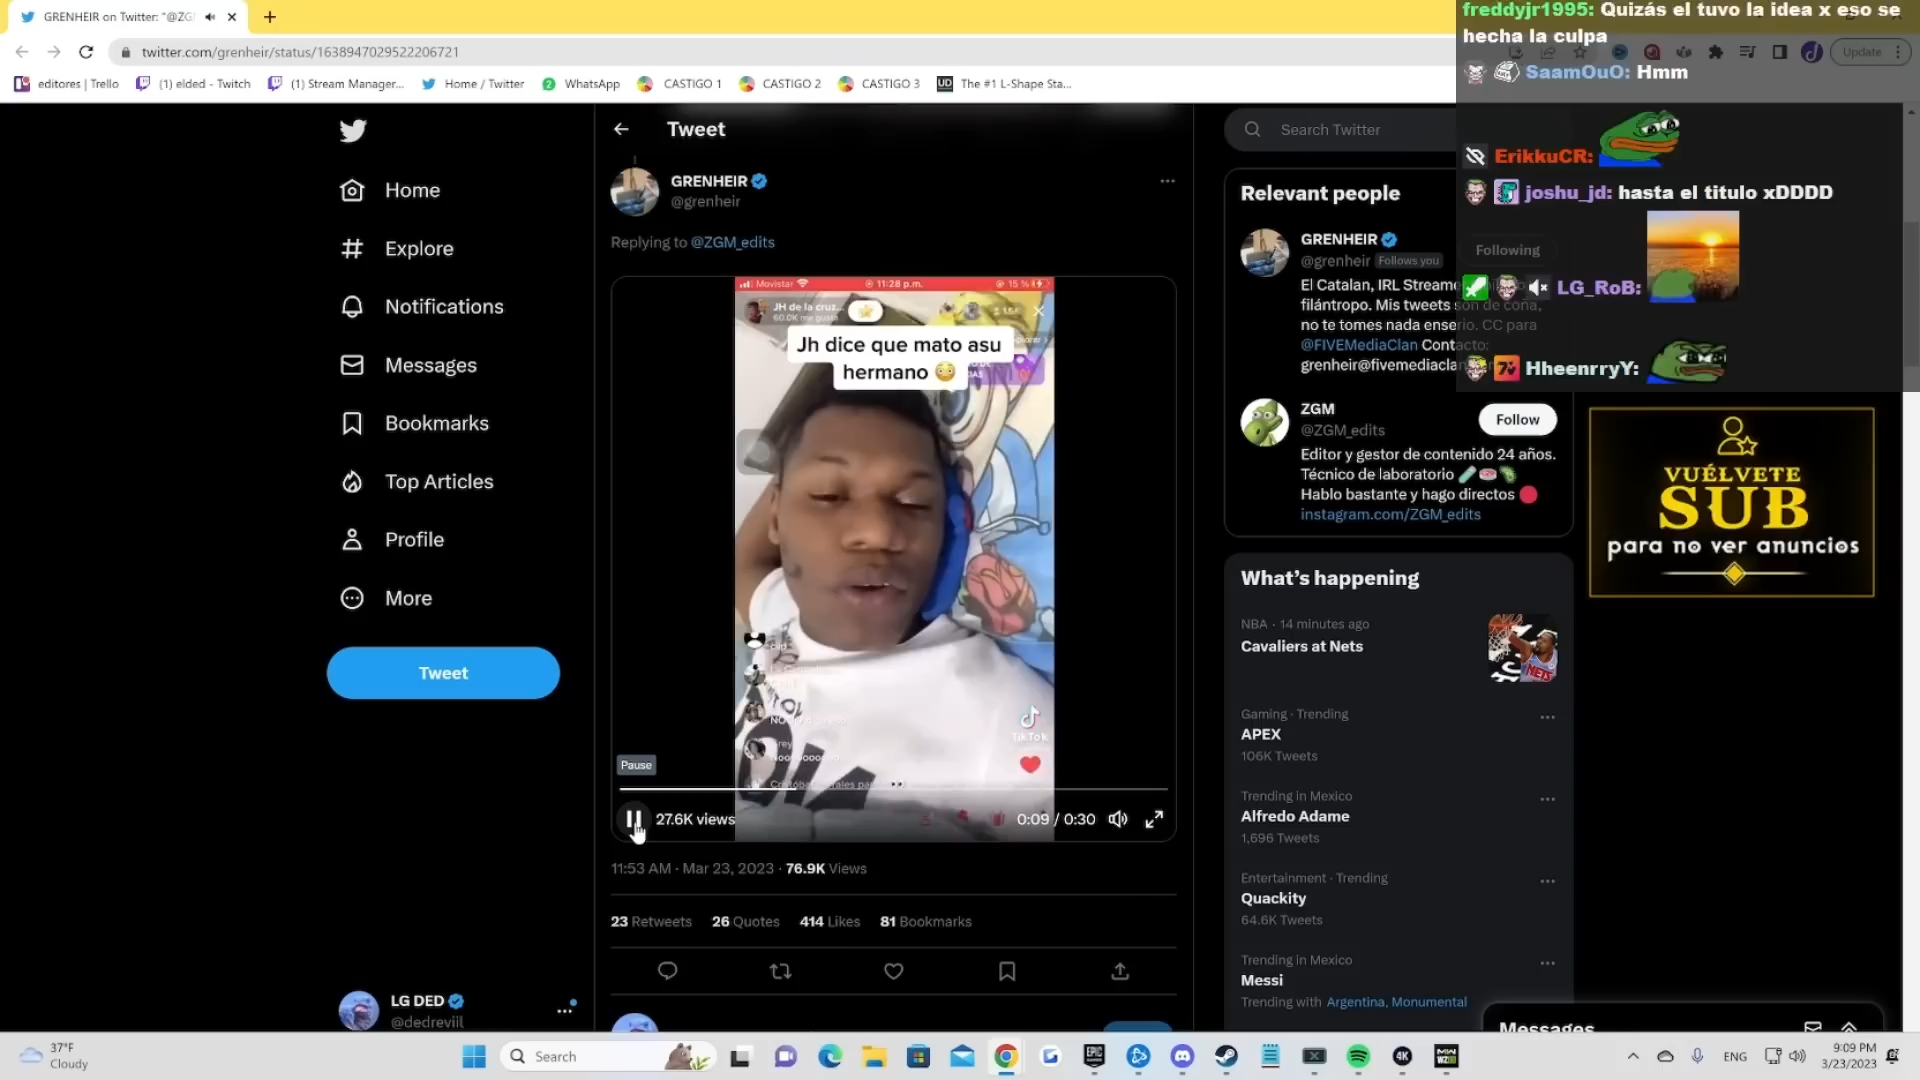 GRENHEIR on Twitter: "@ZG
twitter.com/grenheir/status/1638947029522206721
Update
editores | Trello
(1) elded - Twitch
(1) Stream Manager...
Home / Twitter
WhatsApp
CASTIGO 1
CASTIGO 2
CASTIGO 3
The #1 L-Shape Sta...
freddyjr1995: Quizás el tuvo la idea x eso se
hecha la culpa
SaamOuO: Hmm
ErikkuCR:
joshu_jd: hasta el titulo xDDDD
LG_RoB:
HheenrryY:
Home
Explore
Notifications
Messages
Bookmarks
Top Articles
Profile
More
Tweet
LG DED
@dedreviil
Tweet
GRENHEIR
@grenheir
Replying to @ZGM_edits
Movistar 11:28 p.m. 15 %
JH de la cruz...
Jh dice que mato asu
hermano
TikTok
Pause
27.6K views
0:09 / 0:30
11:53 AM · Mar 23, 2023 · 76.9K Views
23 Retweets 26 Quotes 414 Likes 81 Bookmarks
Search Twitter
Relevant people
GRENHEIR
@grenheir Follows you
Following
El Catalan, IRL Streame
filántropo. Mis tweets son de coña,
no te tomes nada enserio. CC para
@FIVEMediaClan Contacto:
grenheir@fivemediacla
ZGM
@ZGM_edits
Follow
Editor y gestor de contenido 24 años.
Técnico de laboratorio
Hablo bastante y hago directos
instagram.com/ZGM_edits
VUÉLVETE
SUB
para no ver anuncios
What's happening
NBA · 14 minutes ago
Cavaliers at Nets
Gaming · Trending
APEX
106K Tweets
Trending in Mexico
Alfredo Adame
1,696 Tweets
Entertainment · Trending
Quackity
64.6K Tweets
Trending in Mexico
Messi
Trending with Argentina, Monumental
Messages
37°F
Cloudy
Search
ENG
9:09 PM
3/23/2023